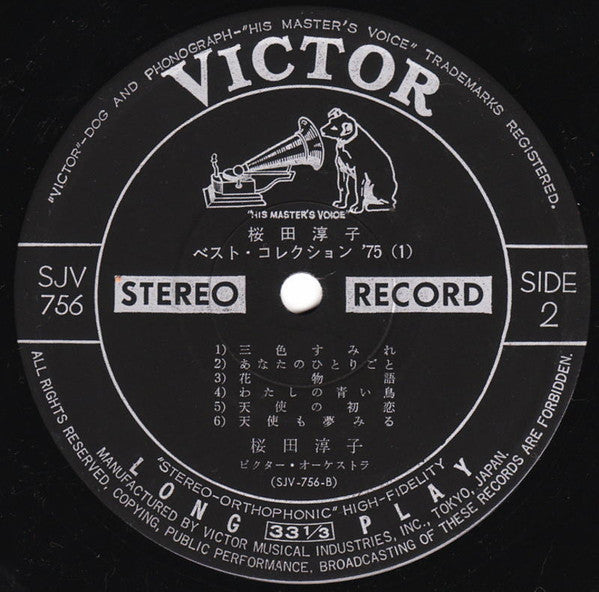 "VICTOR"-DOG AND PHONOGRAPH-"HIS MASTER'S VOICE" TRADEMARKS REGISTERED.
VICTOR
"HIS MASTER'S VOICE"
桜田淳子
ベスト・コレクション '75 (1)
SJV
756
STEREO
RECORD
SIDE
2
1) 三色すみれ
2) あなたのひとりごと
3) 花物語
4) わたしの青い鳥
5) 天使の初恋
6) 天使も夢みる
桜田淳子
ビクター・オーケストラ
(SJV-756-B)
"STEREO-ORTHOPHONIC" HIGH-FIDELITY
LONG 33 1/3 PLAY
MANUFACTURED BY VICTOR MUSICAL INDUSTRIES, INC., TOKYO, JAPAN.
ALL RIGHTS RESERVED, COPYING, PUBLIC PERFORMANCE, BROADCASTING OF THESE RECORDS ARE FORBIDDEN.